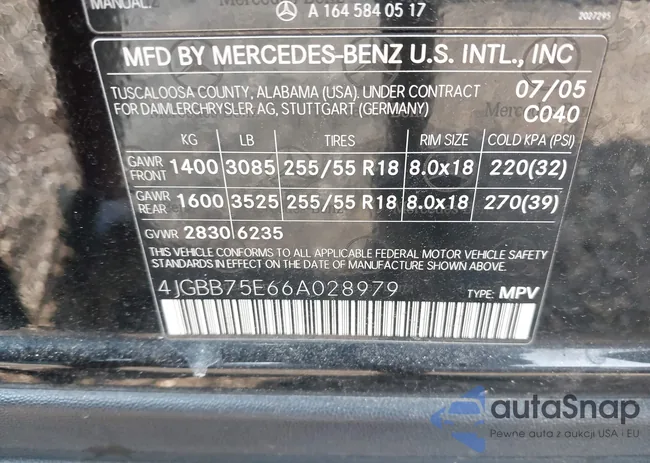 A 164 584 05 17
2027295
MFD BY MERCEDES-BENZ U.S. INTL., INC
TUSCALOOSA COUNTY, ALABAMA (USA). UNDER CONTRACT 07/05
FOR DAIMLERCHRYSLER AG, STUTTGART (GERMANY) C040
KG LB TIRES RIM SIZE COLD KPA (PSI)
GAWR FRONT 1400 3085 255/55 R18 8.0x18 220(32)
GAWR REAR 1600 3525 255/55 R18 8.0x18 270(39)
GVWR 2830 6235
THIS VEHICLE CONFORMS TO ALL APPLICABLE FEDERAL MOTOR VEHICLE SAFETY
STANDARDS IN EFFECT ON THE DATE OF MANUFACTURE SHOWN ABOVE.
4JGBB75E66A028979 TYPE: MPV
autaSnap
Pewne auta z aukcji USA i EU